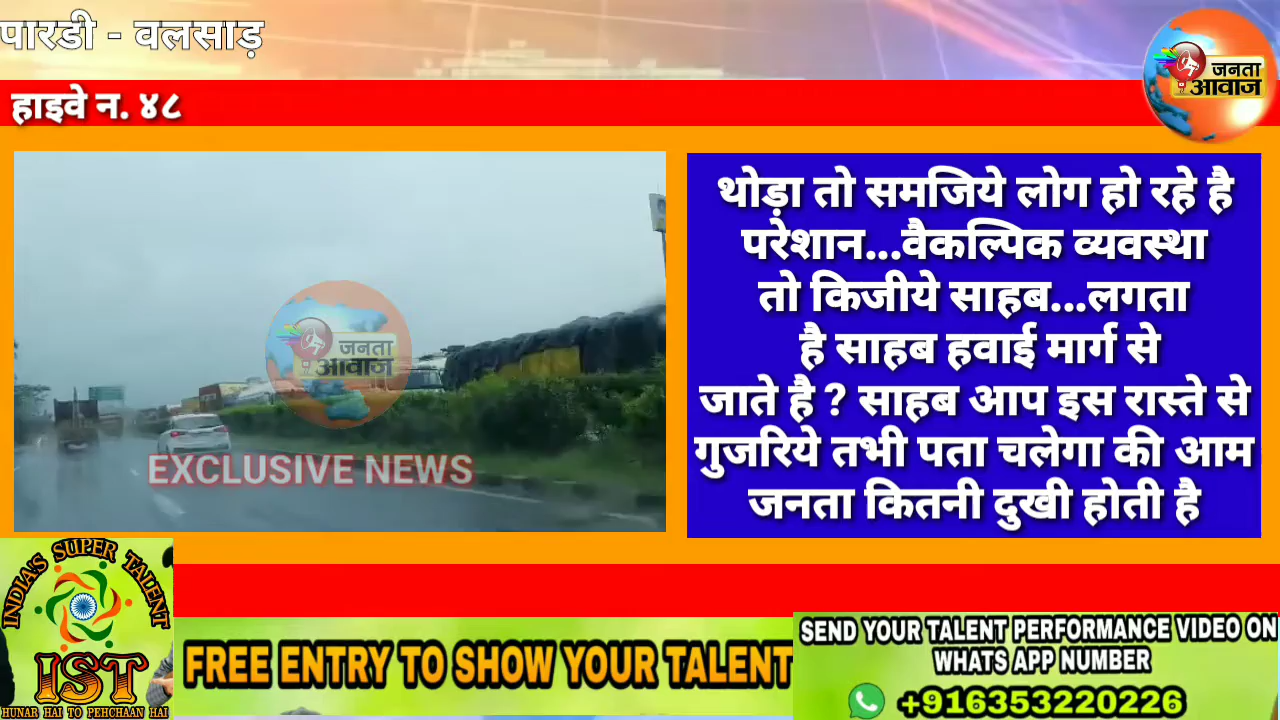 पारडी - वलसाड़
हाइवे न. ४८
जनता
आवाज
थोड़ा तो समजिये लोग हो रहे है
परेशान...वैकल्पिक व्यवस्था
तो किजीये साहब...लगता
है साहब हवाई मार्ग से
जाते है ? साहब आप इस रास्ते से
गुजरिये तभी पता चलेगा की आम
जनता कितनी दुखी होती है
जनता
आवाज
EXCLUSIVE NEWS
INDIA'S SUPER TALENT
IST
HUNAR HAI TO PEHCHAAN HAI
FREE ENTRY TO SHOW YOUR TALENT
SEND YOUR TALENT PERFORMANCE VIDEO ON
WHATS APP NUMBER
+916353220226